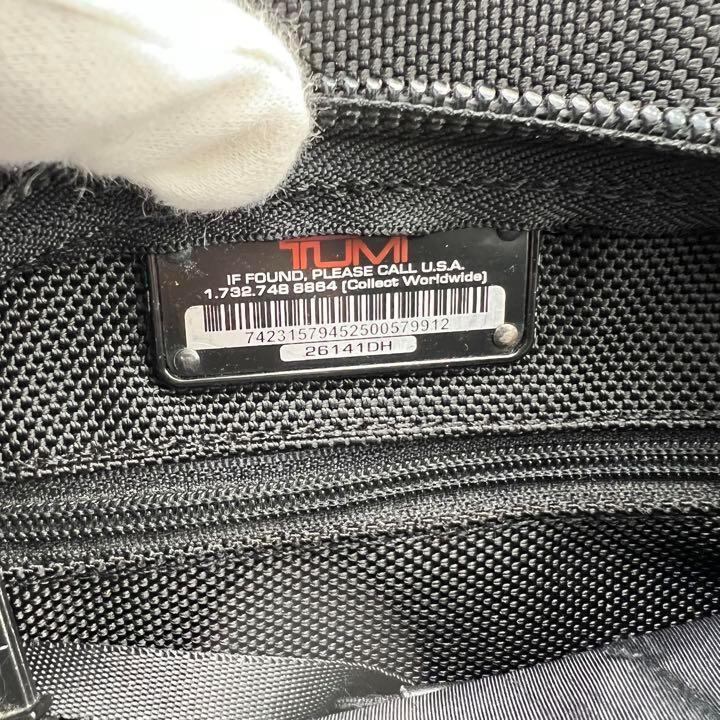 TUMI
IF FOUND, PLEASE CALL U.S.A.
1.732.748 8864 (Collect Worldwide)
74231579452500579912
26141DH